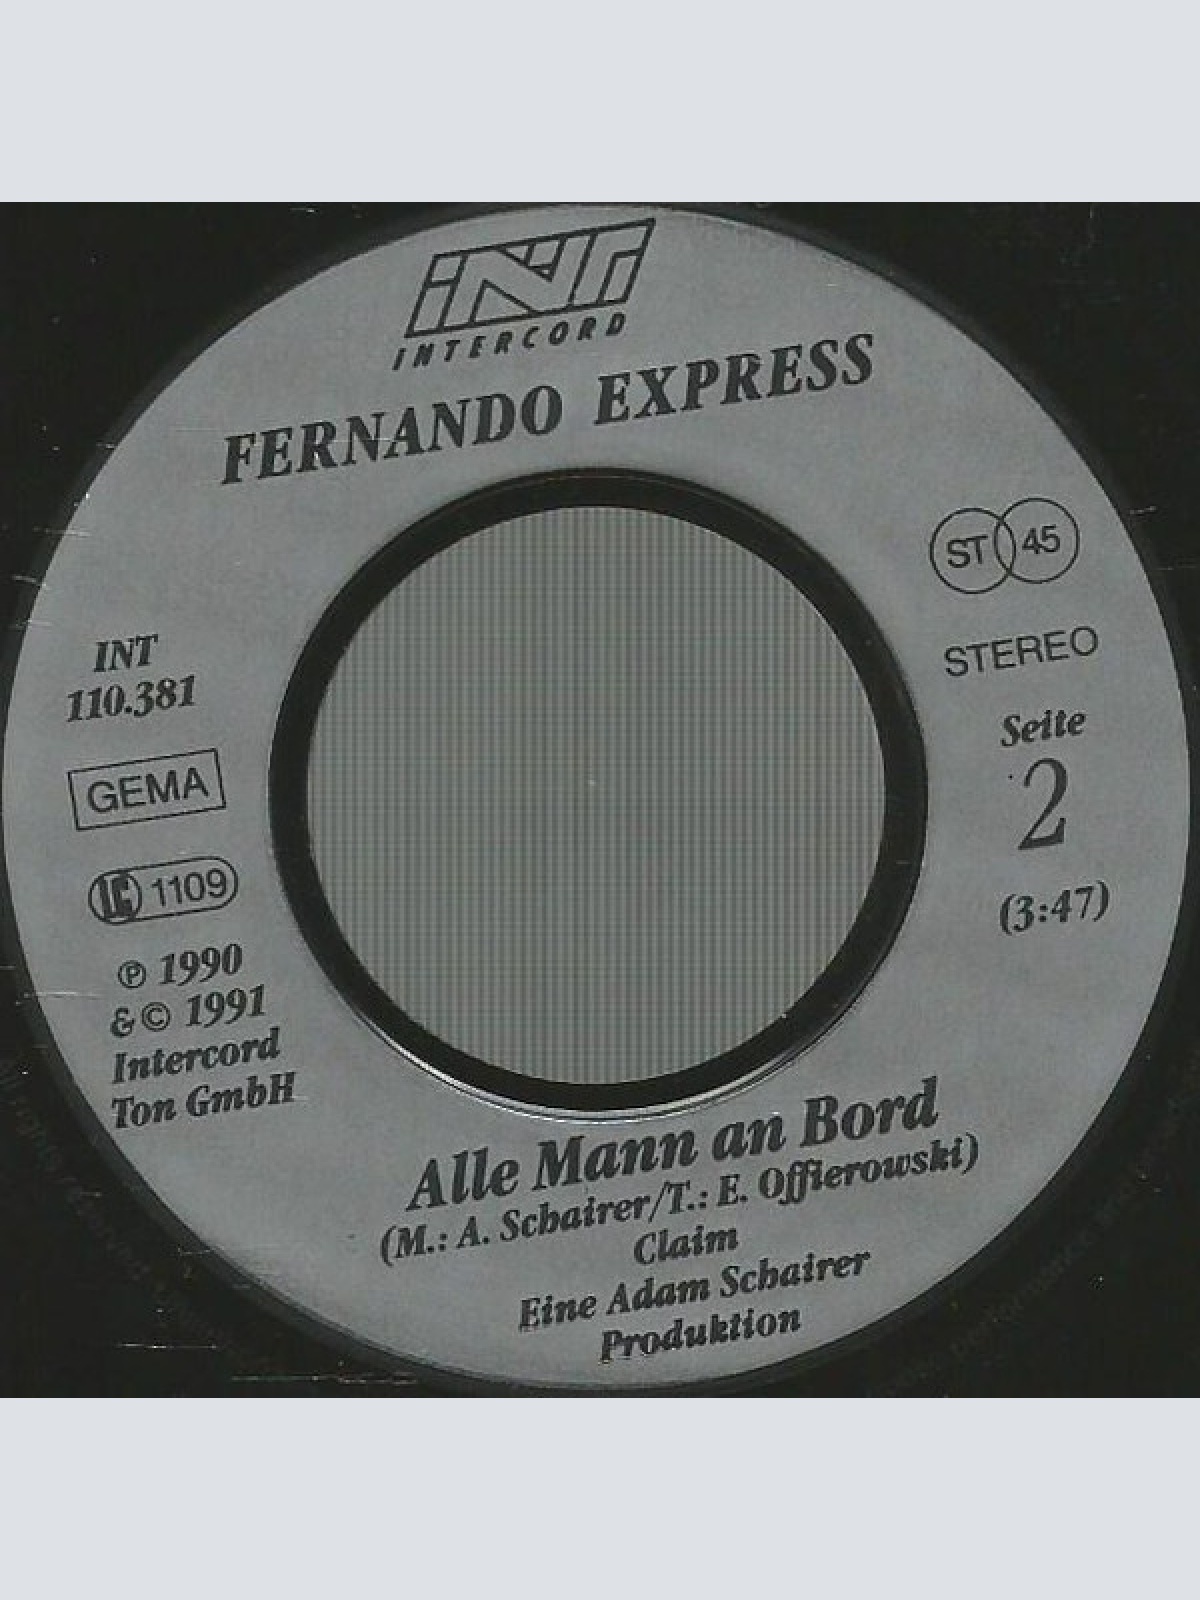 INT
INTERCORD
FERNANDO EXPRESS
ST 45
STEREO
Seite
2
(3:47)
INT
110.381
GEMA
LC 1109
℗ 1990
& © 1991
Intercord
Ton GmbH
Alle Mann an Bord
(M.: A. Schairer/T.: E. Offierowski)
Claim
Eine Adam Schairer
Produktion